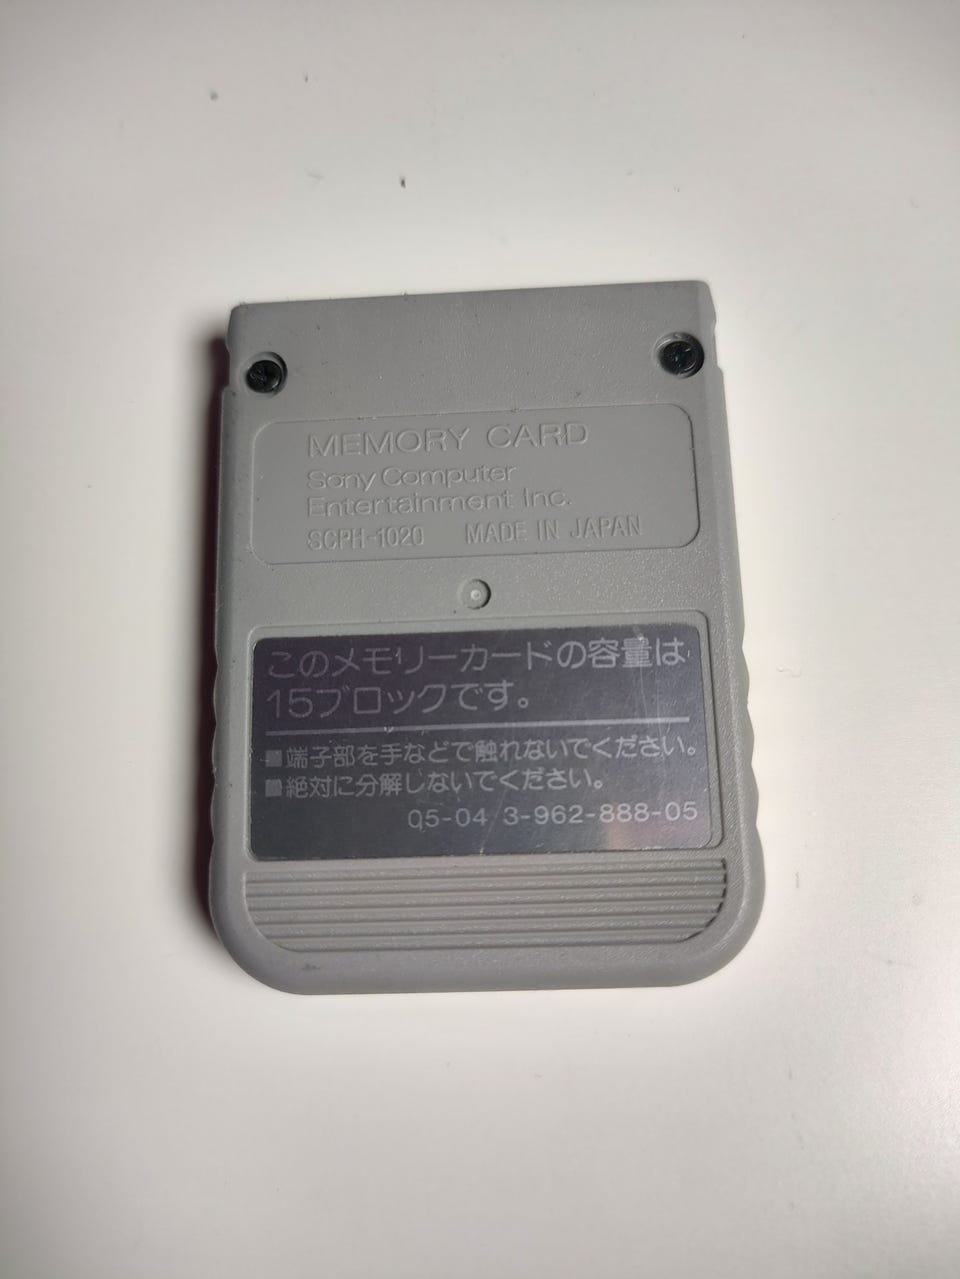 MEMORY CARD
Sony Computer
Entertainment Inc.
SCPH-1020 MADE IN JAPAN
このメモリーカードの容量は
15ブロックです。
■端子部を手などで触れないでください。
■絶対に分解しないでください。
05-04 3-962-888-05